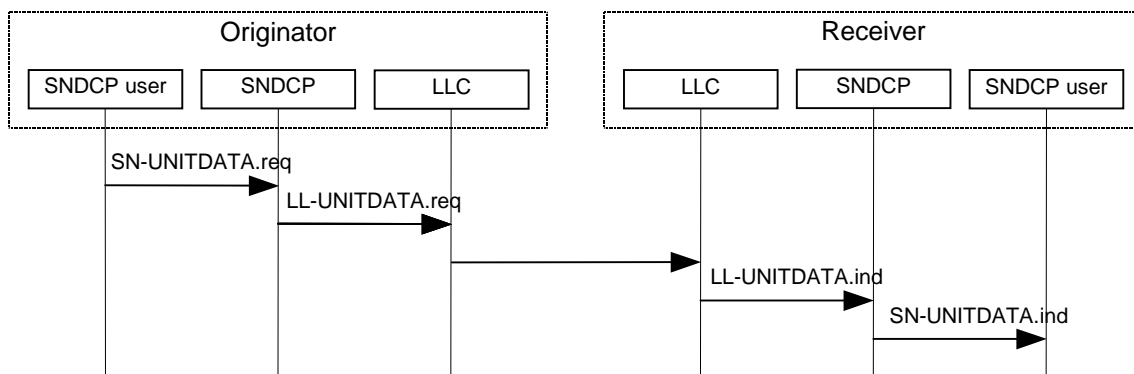 Originator
Receiver
SNDCP user
SNDCP
LLC
LLC
SNDCP
SNDCP user
SN-UNITDATA.req
LL-UNITDATA.req
LL-UNITDATA.ind
SN-UNITDATA.ind